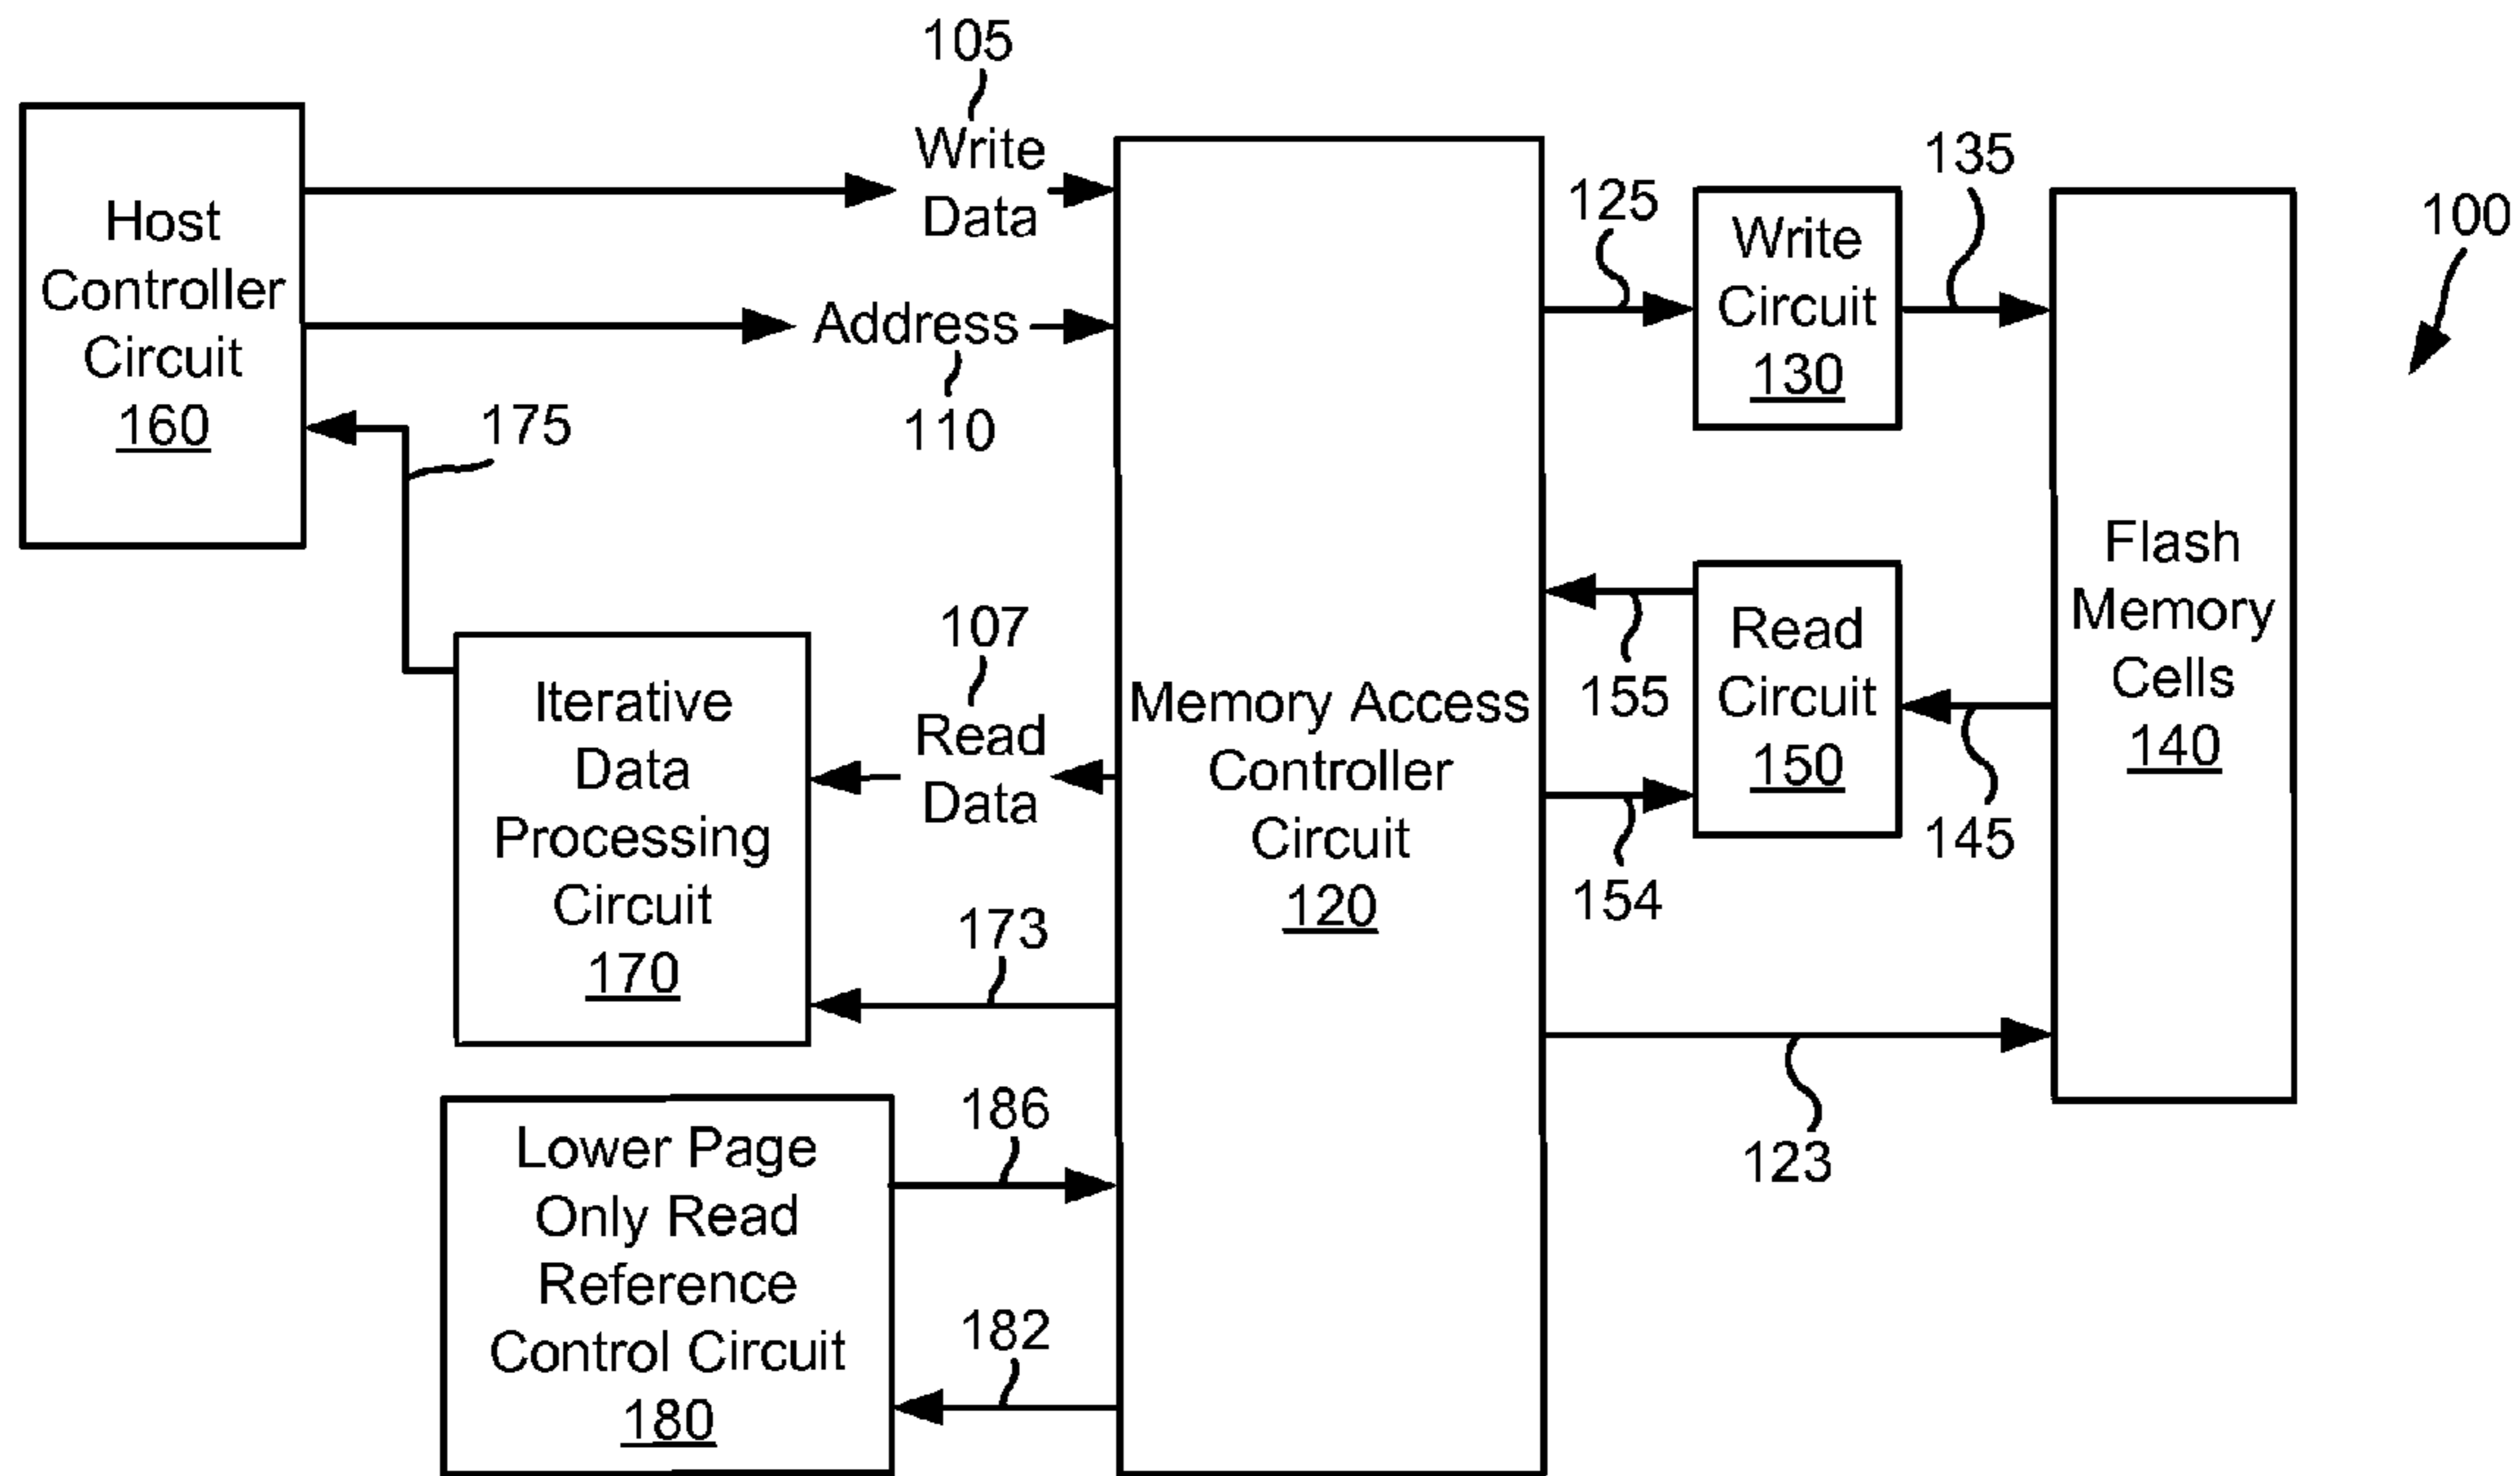 105
Write
Data
Host
Controller
Circuit
160
Address
110
175
125
Write
Circuit
130
135
100
Flash
Memory
Cells
140
155
Read
Circuit
150
145
154
107
Read
Data
Iterative
Data
Processing
Circuit
170
Memory Access
Controller
Circuit
120
173
123
186
Lower Page
Only Read
Reference
Control Circuit
180
182